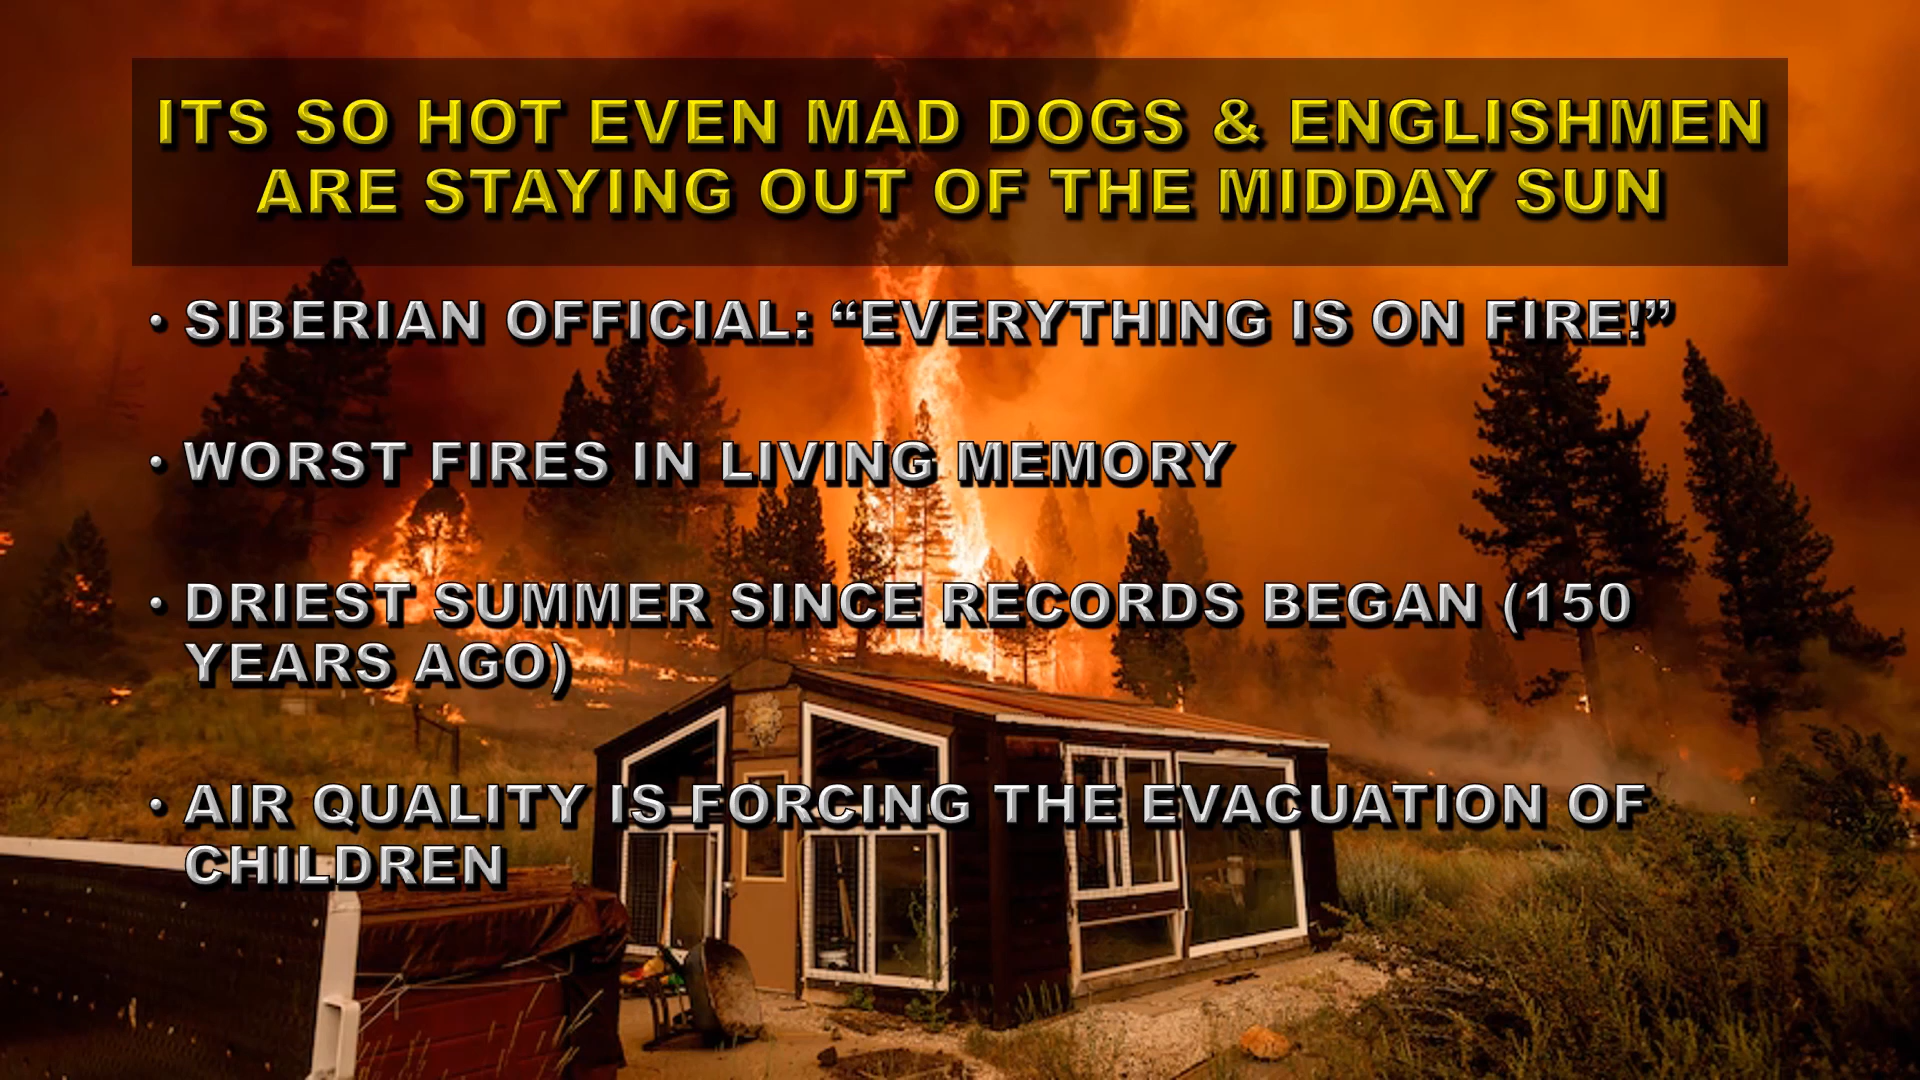 ITS SO HOT EVEN MAD DOGS & ENGLISHMEN
ARE STAYING OUT OF THE MIDDAY SUN
• SIBERIAN OFFICIAL: “EVERYTHING IS ON FIRE!”
• WORST FIRES IN LIVING MEMORY
• DRIEST SUMMER SINCE RECORDS BEGAN (150
YEARS AGO)
• AIR QUALITY IS FORCING THE EVACUATION OF
CHILDREN